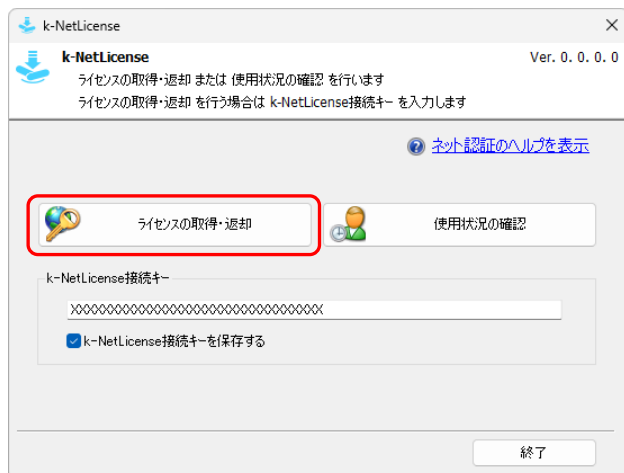 k-NetLicense
k-NetLicense
Ver. 0. 0. 0. 0
ライセンスの取得・返却 または 使用状況の確認 を行います
ライセンスの取得・返却 を行う場合は k-NetLicense接続キー を入力します
ネット認証のヘルプを表示
ライセンスの取得・返却
使用状況の確認
k-NetLicense接続キー
XXXXXXXXXXXXXXXXXXXXXXXXXXXXXXXX
k-NetLicense接続キーを保存する
終了